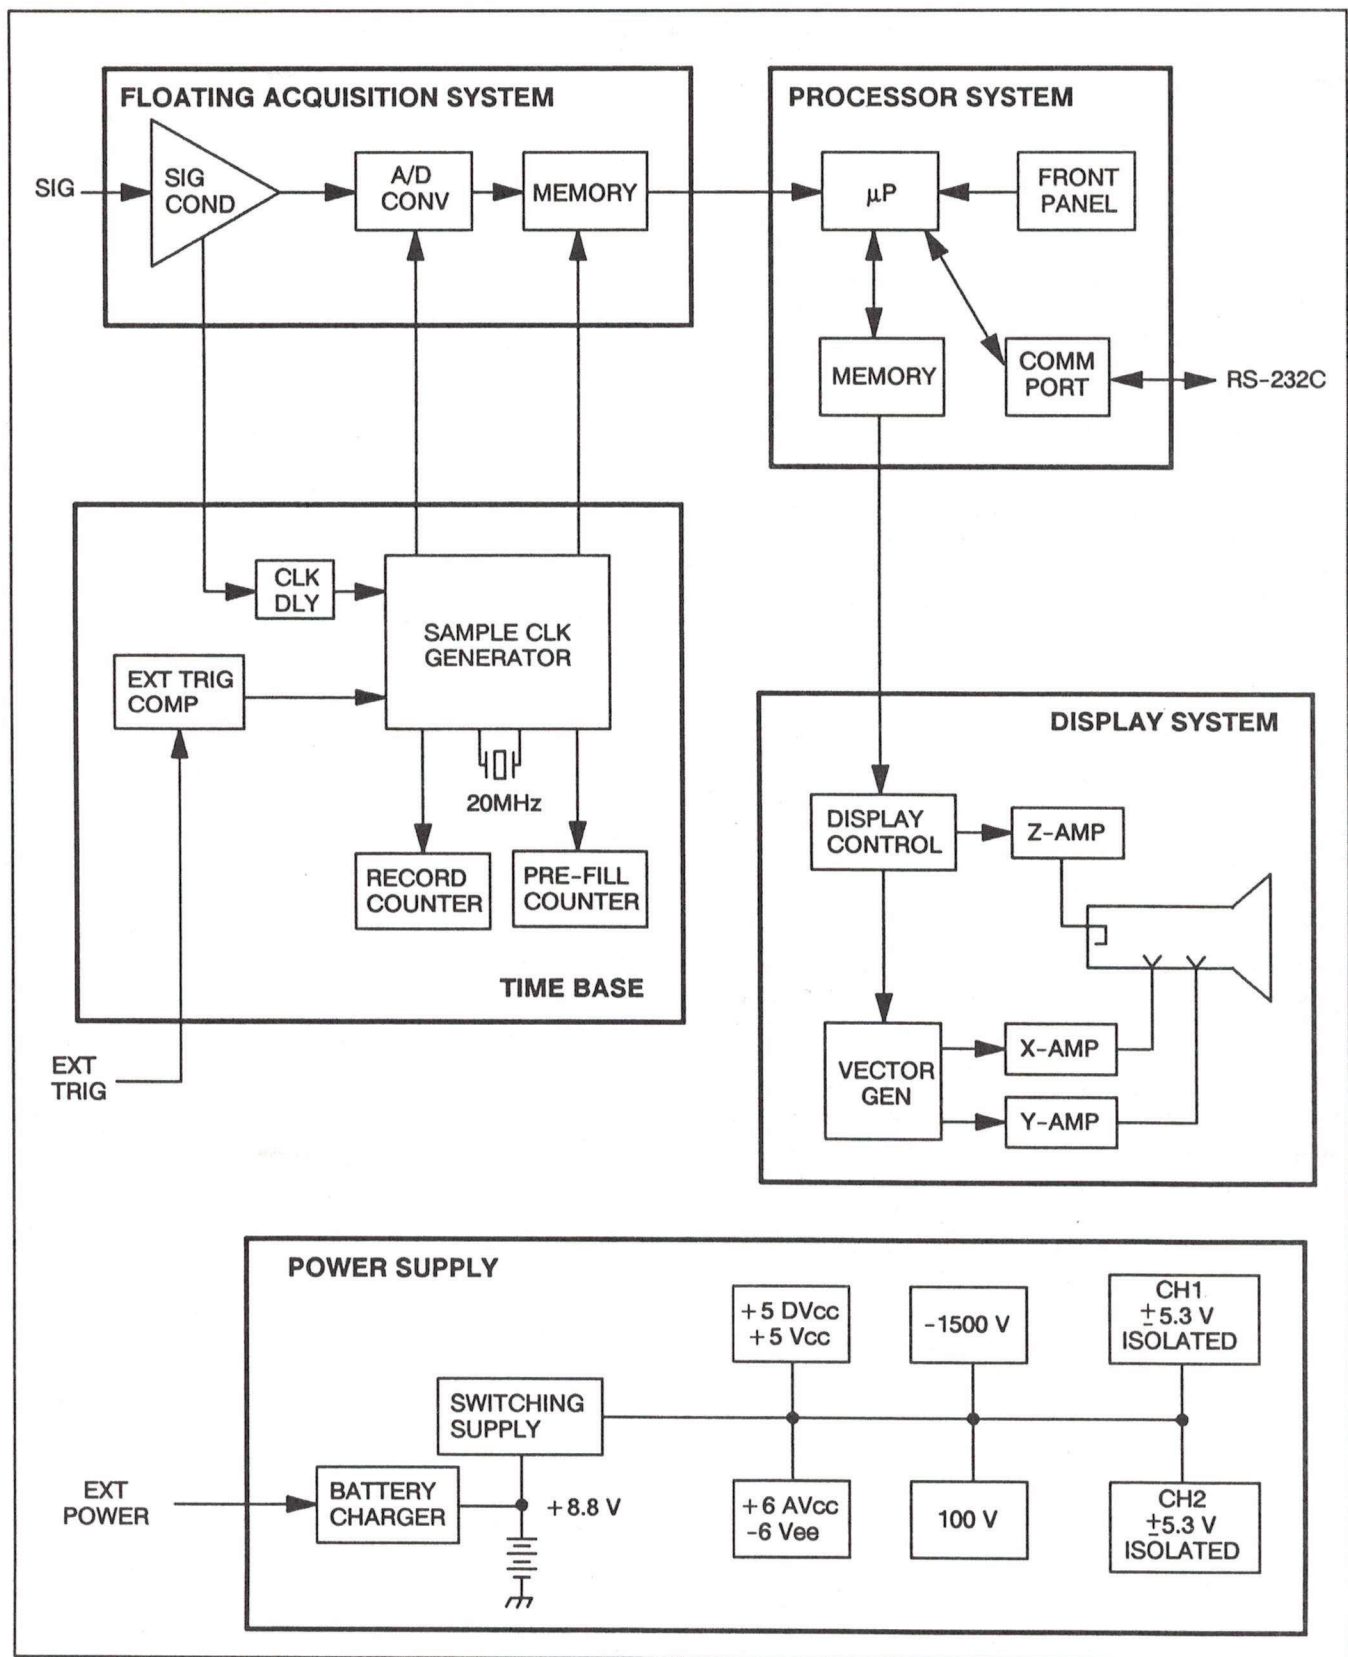 FLOATING ACQUISITION SYSTEM
SIG
SIG
COND
A/D
CONV
MEMORY
PROCESSOR SYSTEM
μP
FRONT
PANEL
MEMORY
COMM
PORT
RS-232C
CLK
DLY
SAMPLE CLK
GENERATOR
EXT TRIG
COMP
20MHz
RECORD
COUNTER
PRE-FILL
COUNTER
TIME BASE
EXT
TRIG
DISPLAY SYSTEM
DISPLAY
CONTROL
Z-AMP
VECTOR
GEN
X-AMP
Y-AMP
POWER SUPPLY
+5 DVcc
+5 Vcc
-1500 V
CH1
±5.3 V
ISOLATED
SWITCHING
SUPPLY
EXT
POWER
BATTERY
CHARGER
+8.8 V
+6 AVcc
-6 Vee
100 V
CH2
±5.3 V
ISOLATED